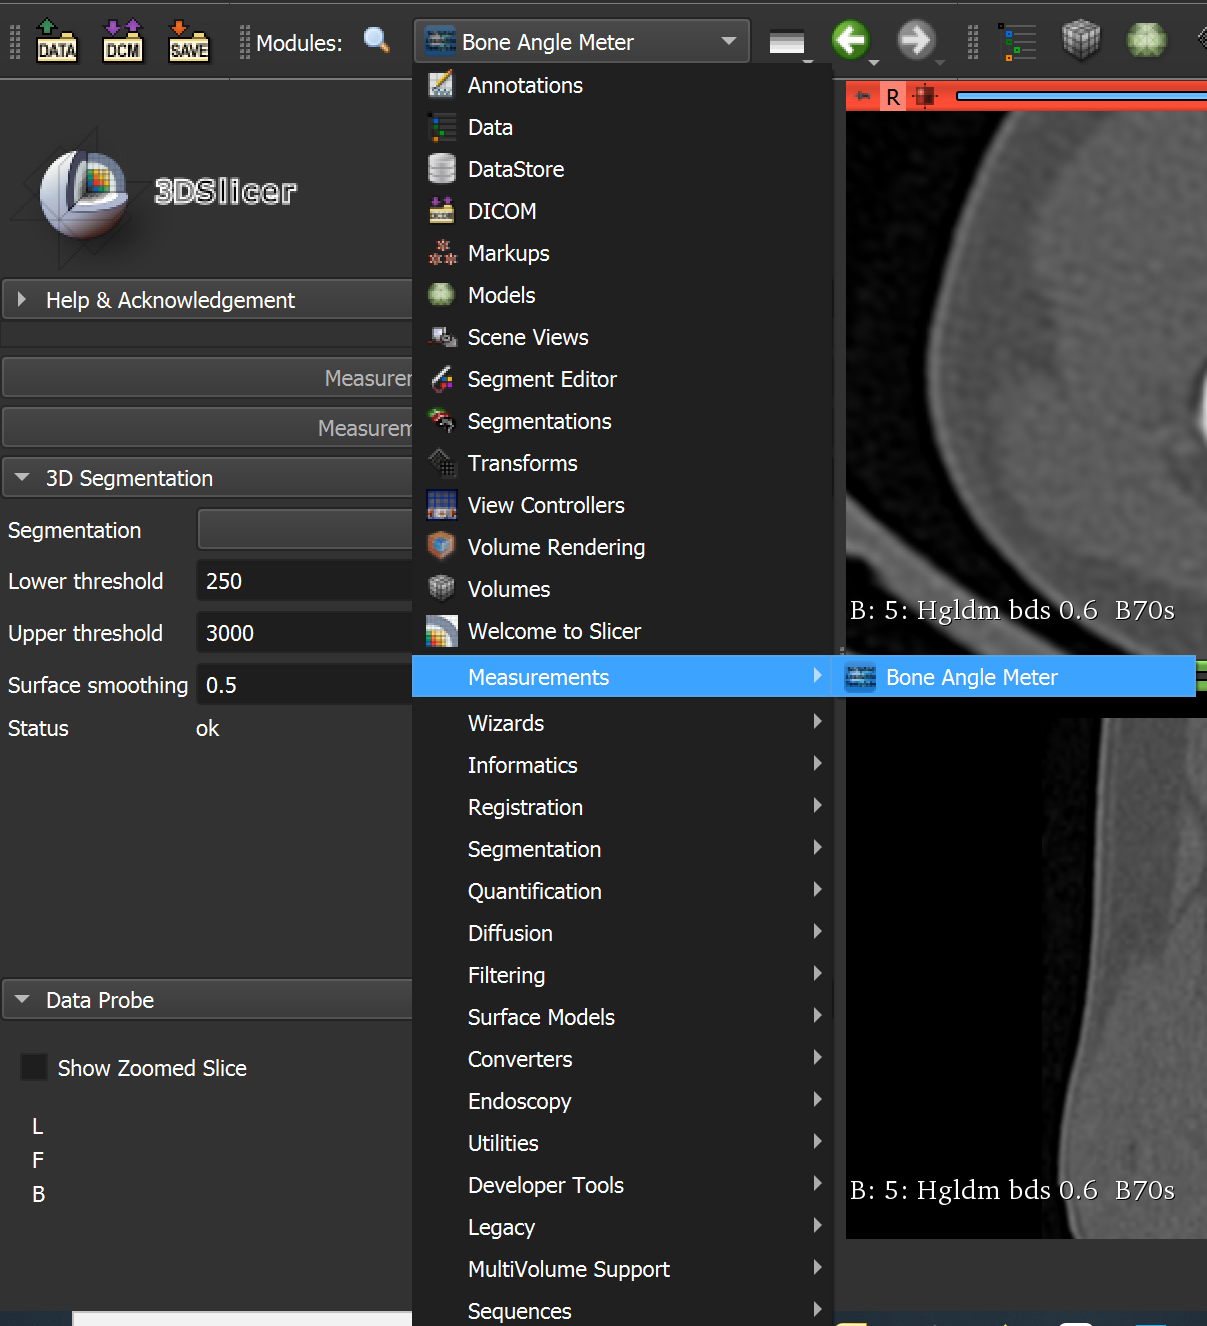 DATA
DCM
SAVE
Modules:
Bone Angle Meter
3DSlicer
Help & Acknowledgement
3D Segmentation
Segmentation
Lower threshold 250
Upper threshold 3000
Surface smoothing 0.5
Status ok
Data Probe
Show Zoomed Slice
L
F
B
Annotations
Data
DataStore
DICOM
Markups
Models
Scene Views
Segment Editor
Segmentations
Transforms
View Controllers
Volume Rendering
Volumes
Welcome to Slicer
Measurements
Bone Angle Meter
Wizards
Informatics
Registration
Segmentation
Quantification
Diffusion
Filtering
Surface Models
Converters
Endoscopy
Utilities
Developer Tools
Legacy
MultiVolume Support
Sequences
R
B: 5: Hgldm bds 0.6 B70s
B: 5: Hgldm bds 0.6 B70s